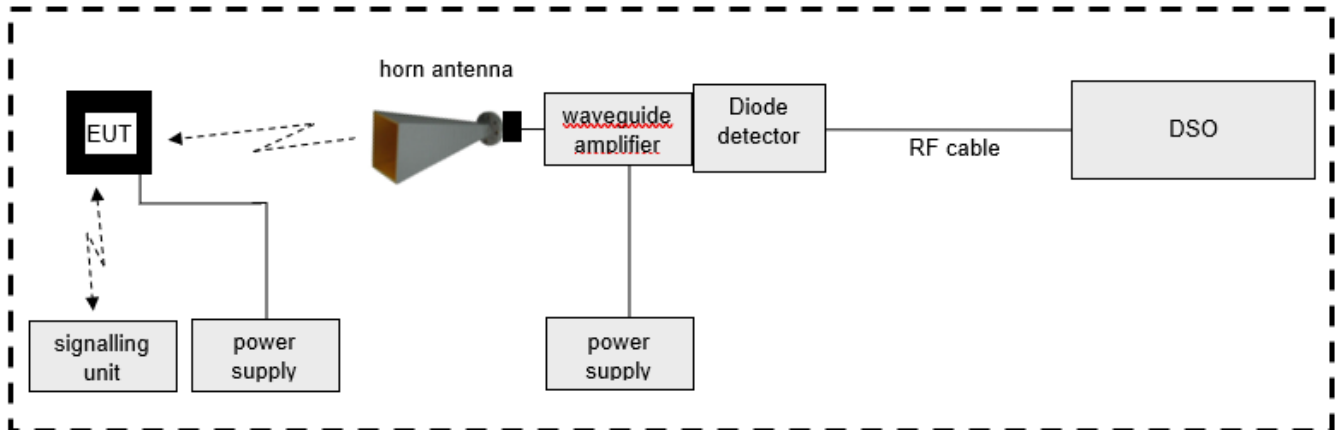 horn antenna
EUT
waveguide
amplifier
Diode
detector
RF cable
DSO
signalling
unit
power
supply
power
supply